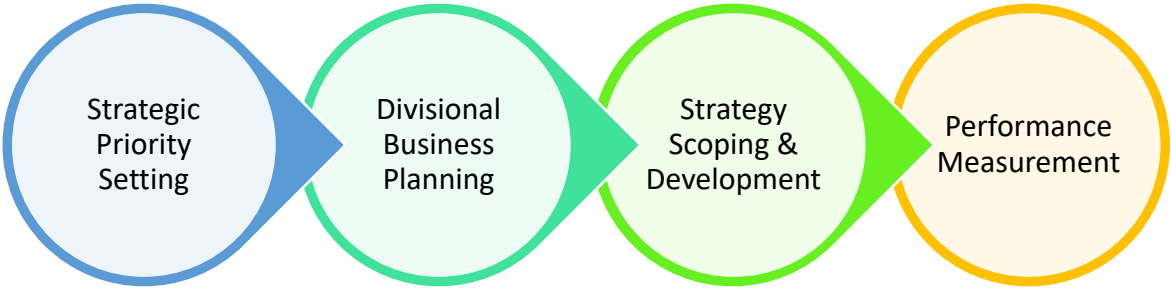 Strategic
Priority
Setting
Divisional
Business
Planning
Strategy
Scoping &
Development
Performance
Measurement